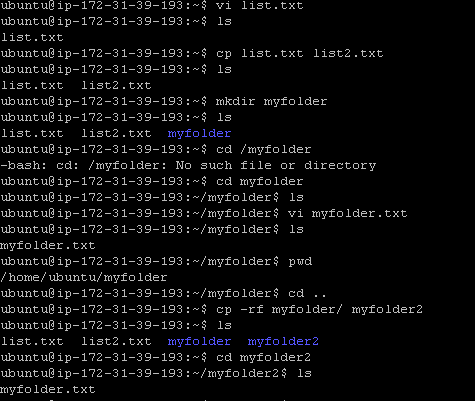 ubuntu@ip-172-31-39-193:~$ vi list.txt
ubuntu@ip-172-31-39-193:~$ ls
list.txt
ubuntu@ip-172-31-39-193:~$ cp list.txt list2.txt
ubuntu@ip-172-31-39-193:~$ ls
list.txt  list2.txt
ubuntu@ip-172-31-39-193:~$ mkdir myfolder
ubuntu@ip-172-31-39-193:~$ ls
list.txt  list2.txt  myfolder
ubuntu@ip-172-31-39-193:~$ cd /myfolder
-bash: cd: /myfolder: No such file or directory
ubuntu@ip-172-31-39-193:~$ cd myfolder
ubuntu@ip-172-31-39-193:~/myfolder$ ls
ubuntu@ip-172-31-39-193:~/myfolder$ vi myfolder.txt
ubuntu@ip-172-31-39-193:~/myfolder$ ls
myfolder.txt
ubuntu@ip-172-31-39-193:~/myfolder$ pwd
/home/ubuntu/myfolder
ubuntu@ip-172-31-39-193:~/myfolder$ cd ..
ubuntu@ip-172-31-39-193:~$ cp -rf myfolder/ myfolder2
ubuntu@ip-172-31-39-193:~$ ls
list.txt  list2.txt  myfolder  myfolder2
ubuntu@ip-172-31-39-193:~$ cd myfolder2
ubuntu@ip-172-31-39-193:~/myfolder2$ ls
myfolder.txt